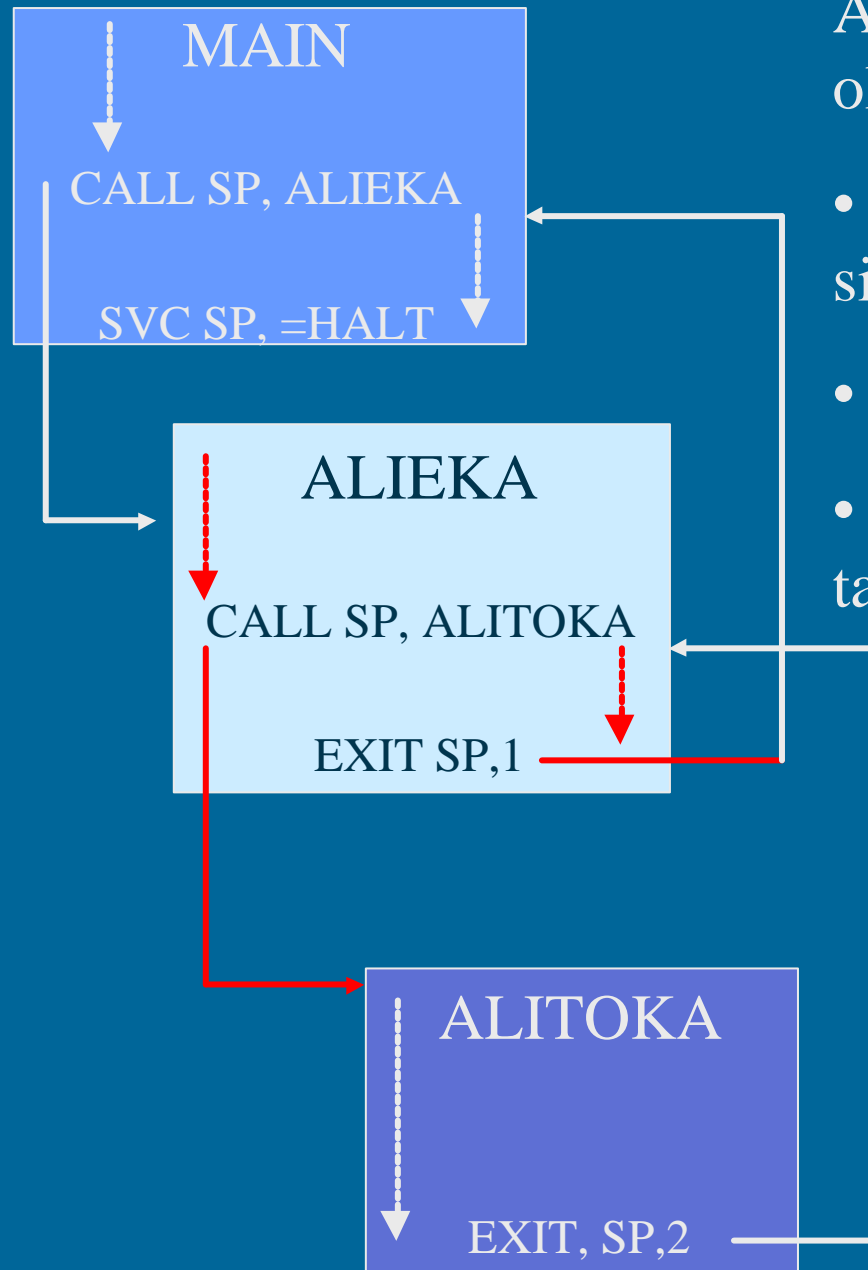 MAIN
CALL SP, ALIEKA
SVC SP, =HALT
ALIEKA
CALL SP, ALITOKA
EXIT SP,1
ALITOKA
EXIT, SP,2
•
•
•